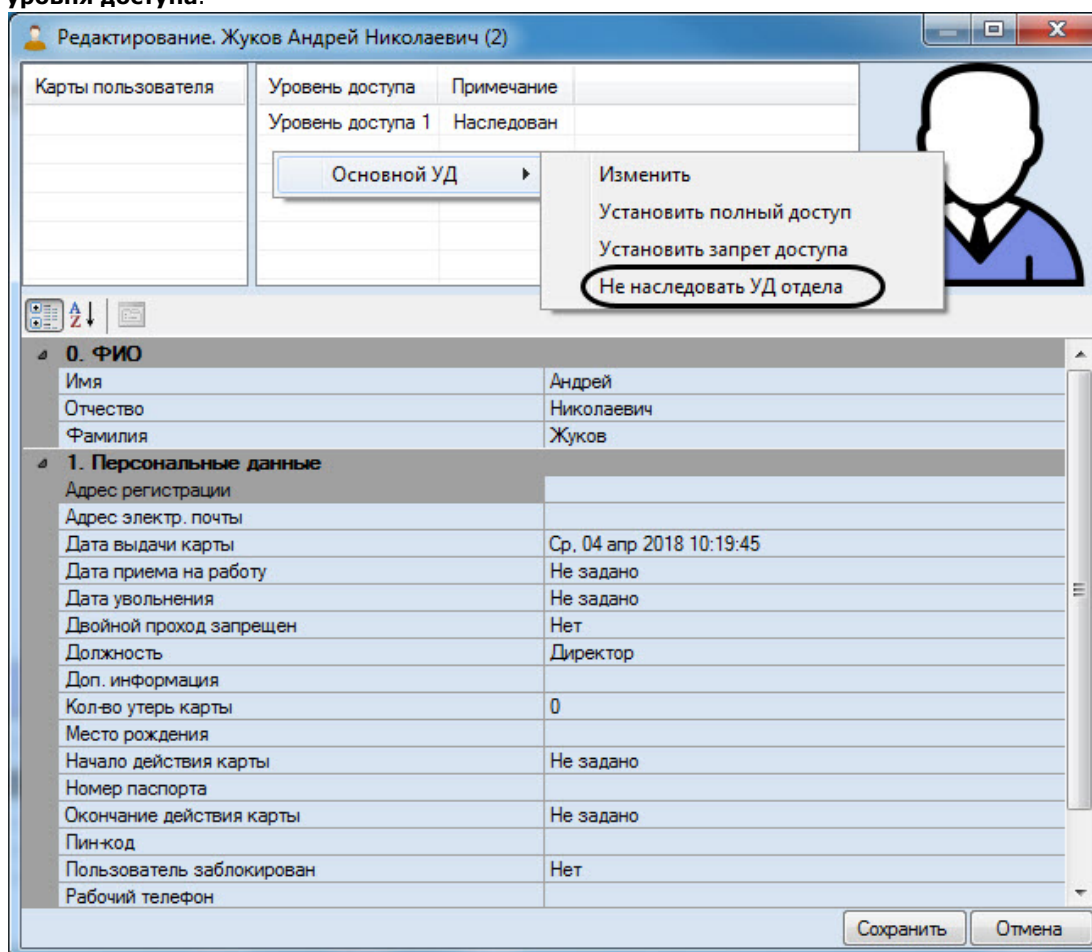 уровня доступа.
Редактирование. Жуков Андрей Николаевич (2)
Карты пользователя Уровень доступа Примечание
Уровень доступа 1 Наследован
Основной УД
Изменить
Установить полный доступ
Установить запрет доступа
Не наследовать УД отдела
0. ФИО
Имя Андрей
Отчество Николаевич
Фамилия Жуков
1. Персональные данные
Адрес регистрации
Адрес электр. почты
Дата выдачи карты Ср, 04 апр 2018 10:19:45
Дата приема на работу Не задано
Дата увольнения Не задано
Двойной проход запрещен Нет
Должность Директор
Доп. информация
Кол-во утерь карты 0
Место рождения
Начало действия карты Не задано
Номер паспорта
Окончание действия карты Не задано
Пин-код
Пользователь заблокирован Нет
Рабочий телефон
Сохранить Отмена